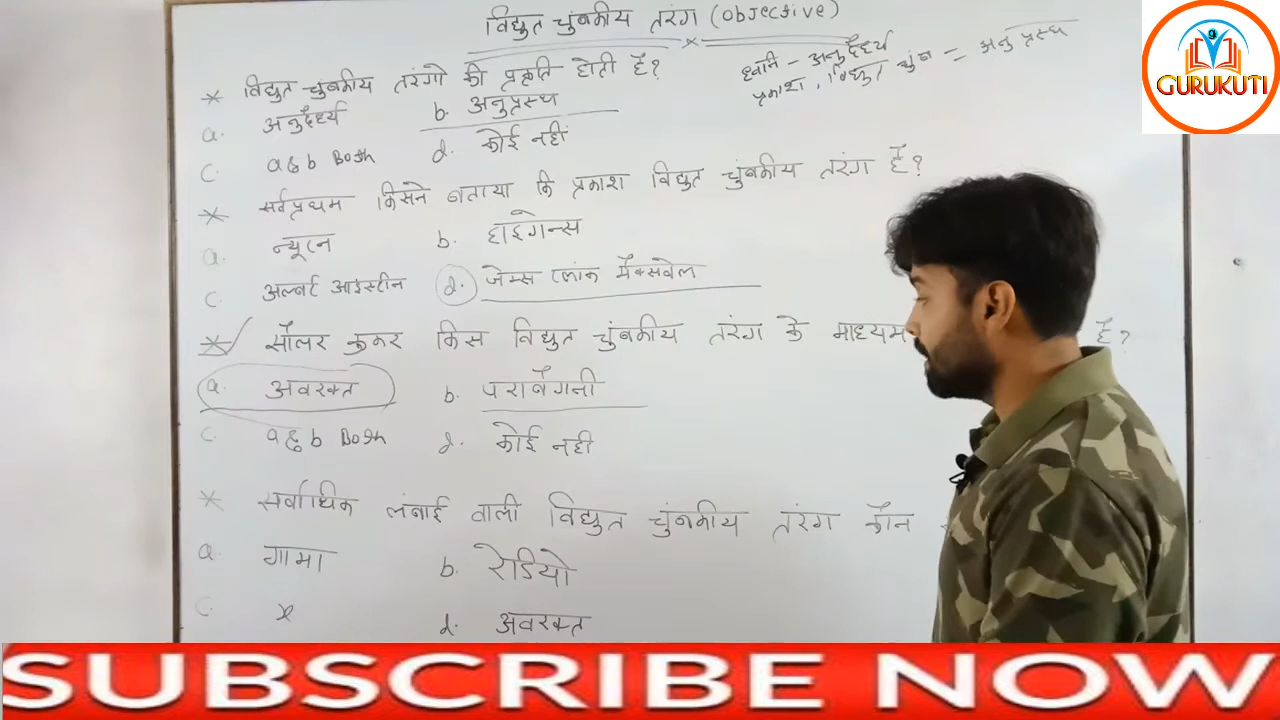 विद्युत चुंबकीय तरंग (objective)
ध्वनि - अनुदैर्ध्य
प्रकाश, विद्युत चुंब = अनुप्रस्थ
GURUKUTI
* विद्युत चुंबकीय तरंगो की प्रकृति होती है?
a. अनुदैर्ध्य b. अनुप्रस्थ
c. a & b Both d. कोई नहीं
* सर्वप्रथम किसने बताया कि प्रकाश विद्युत चुंबकीय तरंग है?
a. न्यूटन b. हाइगेन्स
c. अल्बर्ट आइंस्टीन d. जेम्स क्लार्क मैक्सवेल
* सौलर कुकर किस विद्युत चुंबकीय तरंग के माध्यम है?
a. अवरक्त b. पराबैगनी
c. a & b Both d. कोई नही
* सर्वाधिक लंबाई वाली विद्युत चुंबकीय तरंग कौन
a. गामा b. रेडियो
c. x d. अवरक्त
SUBSCRIBE NOW